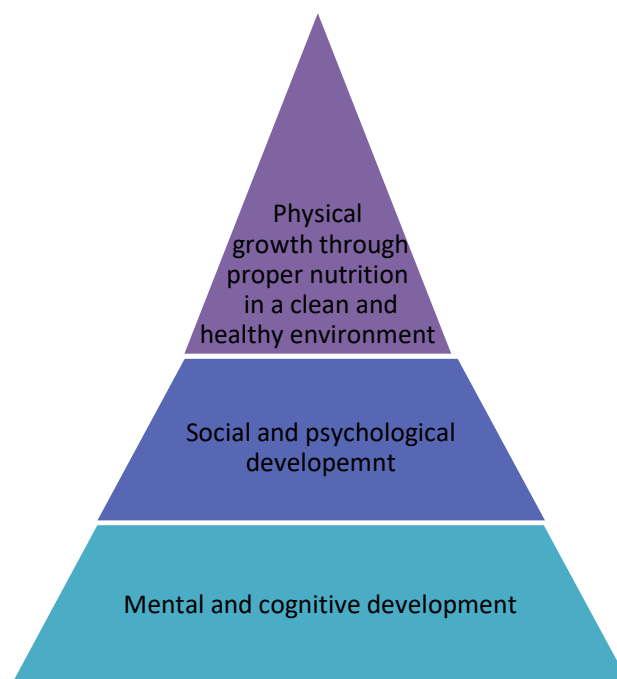 Physical
growth through
proper nutrition
in a clean and
healthy environment
Social and psychological
developemnt
Mental and cognitive development